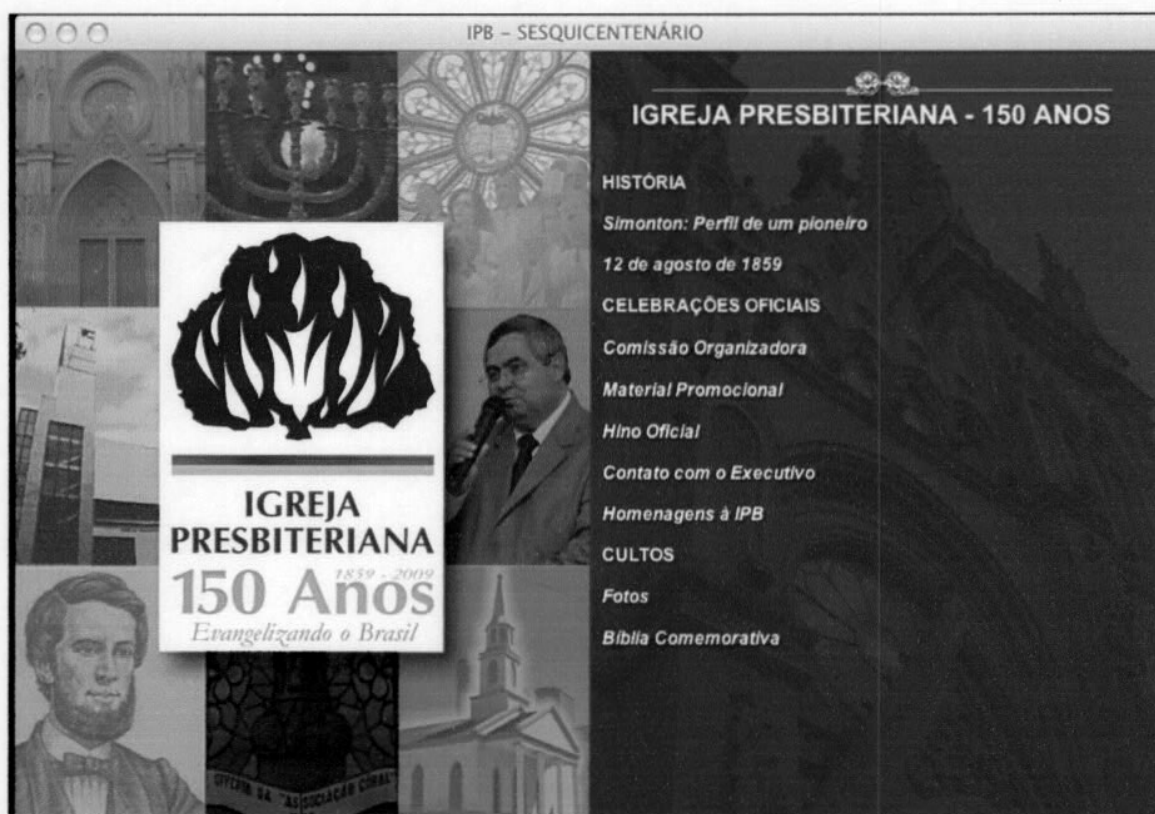 IPB – SESQUICENTENÁRIO
IGREJA PRESBITERIANA
150 Anos
1859 - 2009
Evangelizando o Brasil
"ASSOCIAÇÃO CORAL"
IGREJA PRESBITERIANA - 150 ANOS
HISTÓRIA
Simonton: Perfil de um pioneiro
12 de agosto de 1859
CELEBRAÇÕES OFICIAIS
Comissão Organizadora
Material Promocional
Hino Oficial
Contato com o Executivo
Homenagens à IPB
CULTOS
Fotos
Bíblia Comemorativa